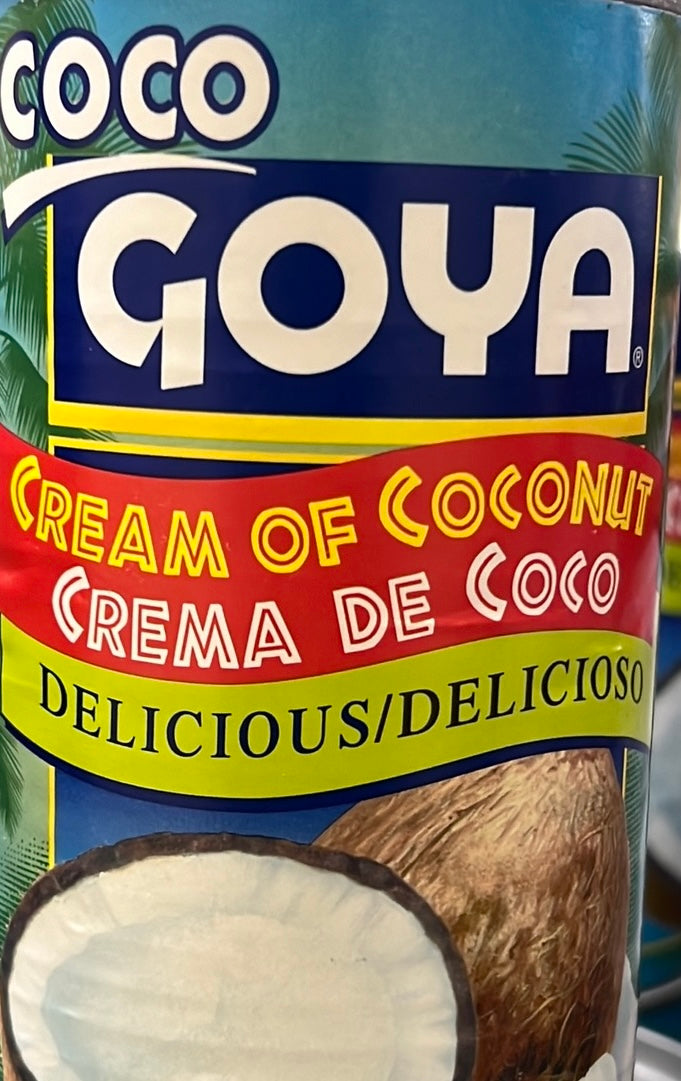 COCO
GOYA®
CREAM OF COCONUT
CREMA DE COCO
DELICIOUS/DELICIOSO